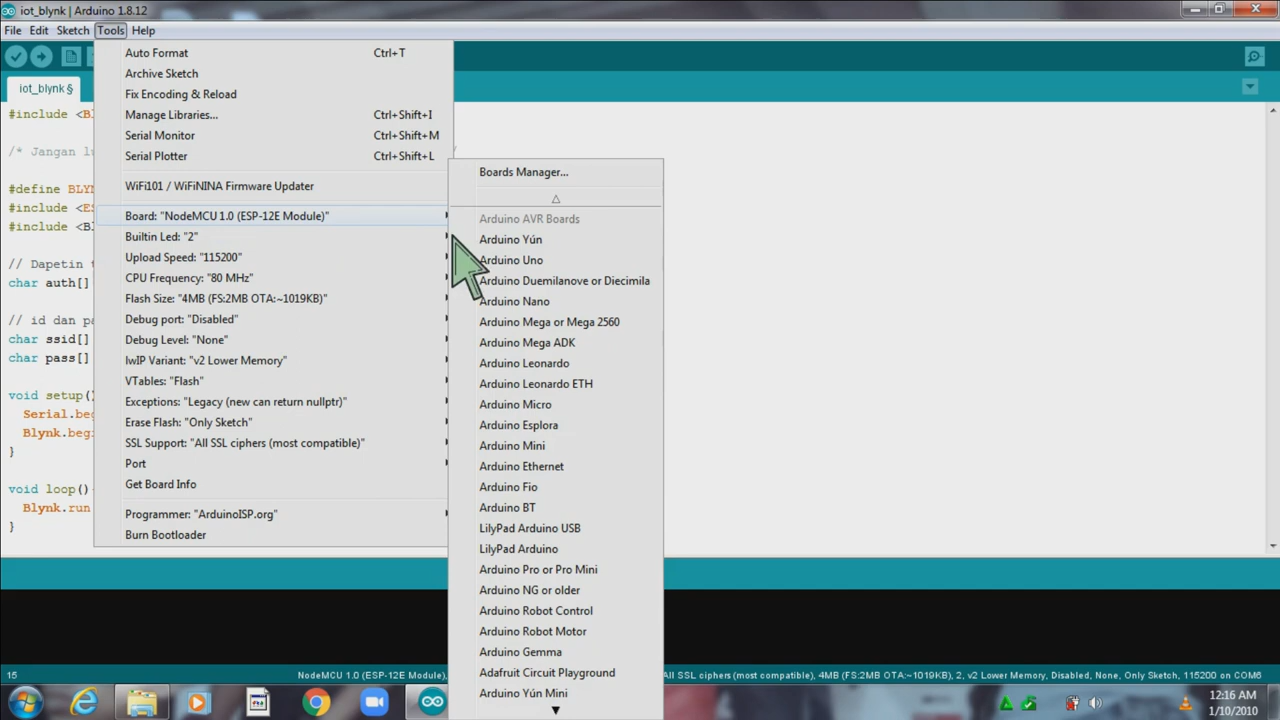 iot_blynk | Arduino 1.8.12
File Edit Sketch Tools Help
iot_blynk §
#include <Bl
/* Jangan lu
#define BLYN
#include <ES
#include <Bl
// Dapetin t
char auth[]
// id dan pa
char ssid[]
char pass[]
void setup()
Serial.beg
Blynk.beg
}
void loop()
Blynk.run
}
Auto Format Ctrl+T
Archive Sketch
Fix Encoding & Reload
Manage Libraries... Ctrl+Shift+I
Serial Monitor Ctrl+Shift+M
Serial Plotter Ctrl+Shift+L
WiFi101 / WiFiNINA Firmware Updater
Board: "NodeMCU 1.0 (ESP-12E Module)"
Builtin Led: "2"
Upload Speed: "115200"
CPU Frequency: "80 MHz"
Flash Size: "4MB (FS:2MB OTA:~1019KB)"
Debug port: "Disabled"
Debug Level: "None"
lwIP Variant: "v2 Lower Memory"
VTables: "Flash"
Exceptions: "Legacy (new can return nullptr)"
Erase Flash: "Only Sketch"
SSL Support: "All SSL ciphers (most compatible)"
Port
Get Board Info
Programmer: "ArduinoISP.org"
Burn Bootloader
Boards Manager...
Arduino AVR Boards
Arduino Yún
Arduino Uno
Arduino Duemilanove or Diecimila
Arduino Nano
Arduino Mega or Mega 2560
Arduino Mega ADK
Arduino Leonardo
Arduino Leonardo ETH
Arduino Micro
Arduino Esplora
Arduino Mini
Arduino Ethernet
Arduino Fio
Arduino BT
LilyPad Arduino USB
LilyPad Arduino
Arduino Pro or Pro Mini
Arduino NG or older
Arduino Robot Control
Arduino Robot Motor
Arduino Gemma
Adafruit Circuit Playground
Arduino Yún Mini
15 NodeMCU 1.0 (ESP-12E Module), All SSL ciphers (most compatible), 4MB (FS:2MB OTA:~1019KB), 2, v2 Lower Memory, Disabled, None, Only Sketch, 115200 on COM6
12:16 AM
1/10/2010